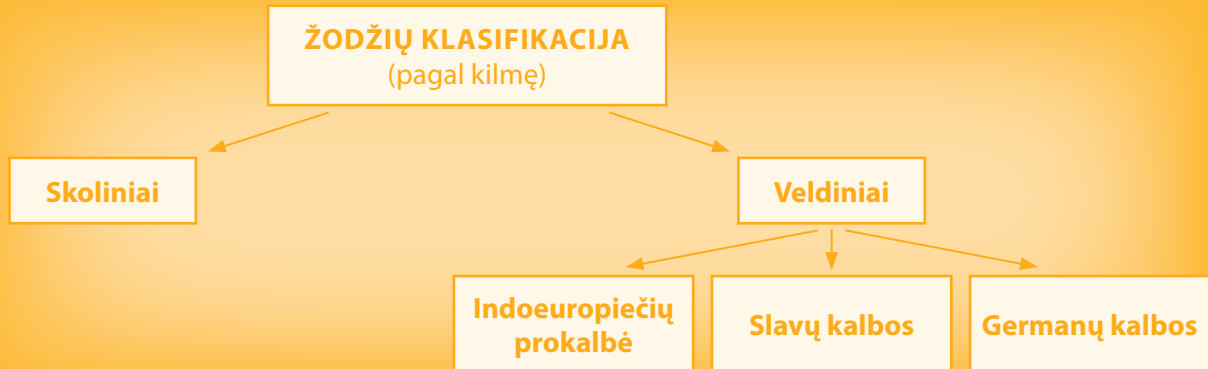 ŽODŽIŲ KLASIFIKACIJA
(pagal kilmę)
Skoliniai
Veldiniai
Indoeuropiečių
prokalbė
Slavų kalbos
Germanų kalbos